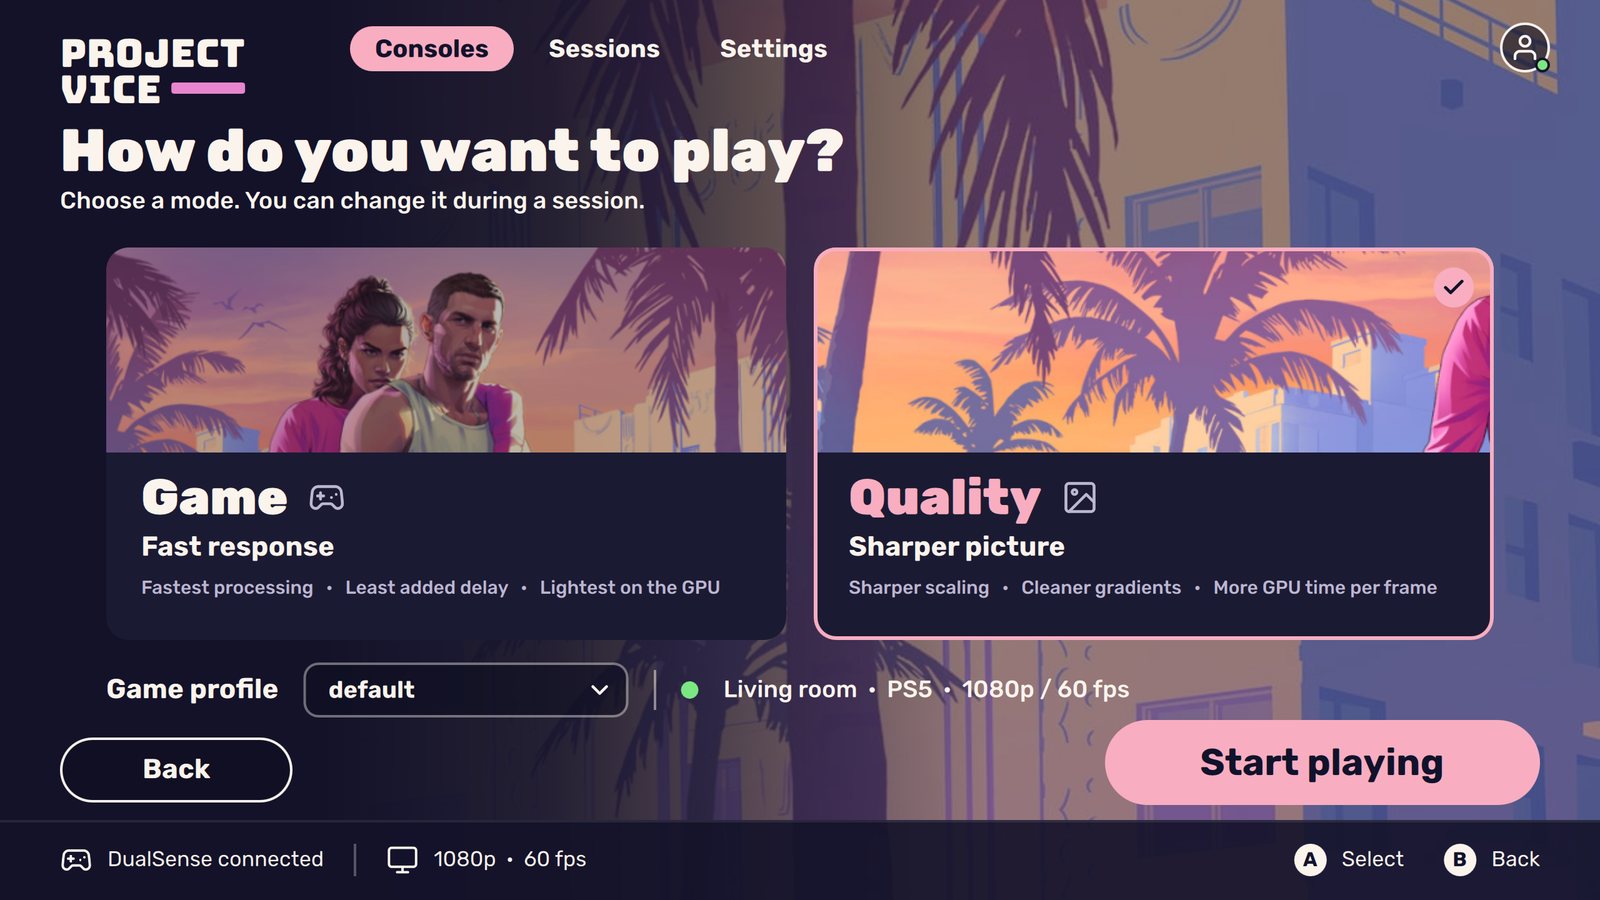 PROJECT
VICE
Consoles Sessions Settings
How do you want to play?
Choose a mode. You can change it during a session.
Game
Fast response
Fastest processing • Least added delay • Lightest on the GPU
Quality
Sharper picture
Sharper scaling • Cleaner gradients • More GPU time per frame
Game profile default Living room • PS5 • 1080p / 60 fps
Back
Start playing
DualSense connected 1080p • 60 fps A Select B Back